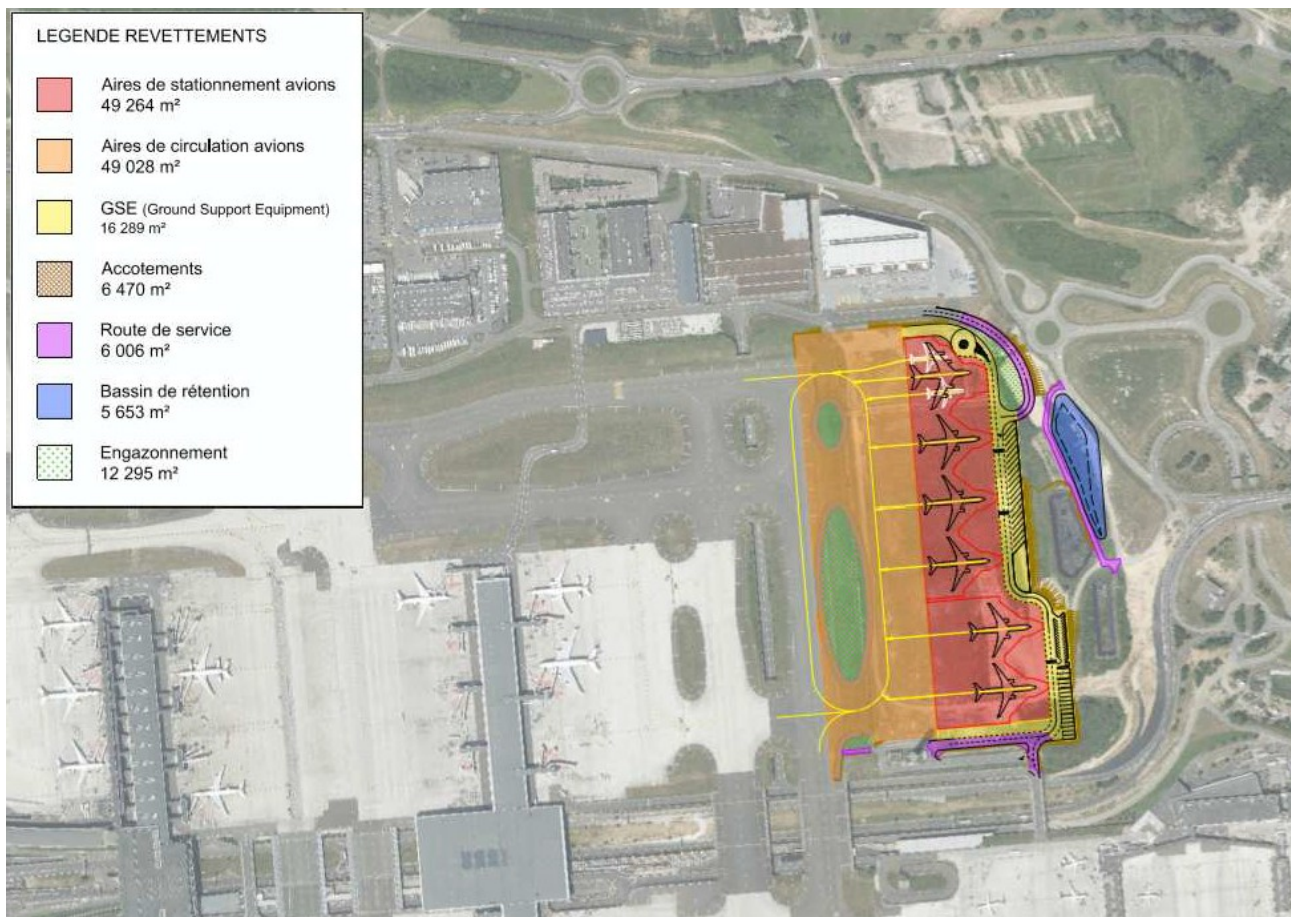 LEGENDE REVETTEMENTS
Aires de stationnement avions
49 264 m²
Aires de circulation avions
49 028 m²
GSE (Ground Support Equipment)
16 289 m²
Accotements
6 470 m²
Route de service
6 006 m²
Bassin de rétention
5 653 m²
Engazonnement
12 295 m²